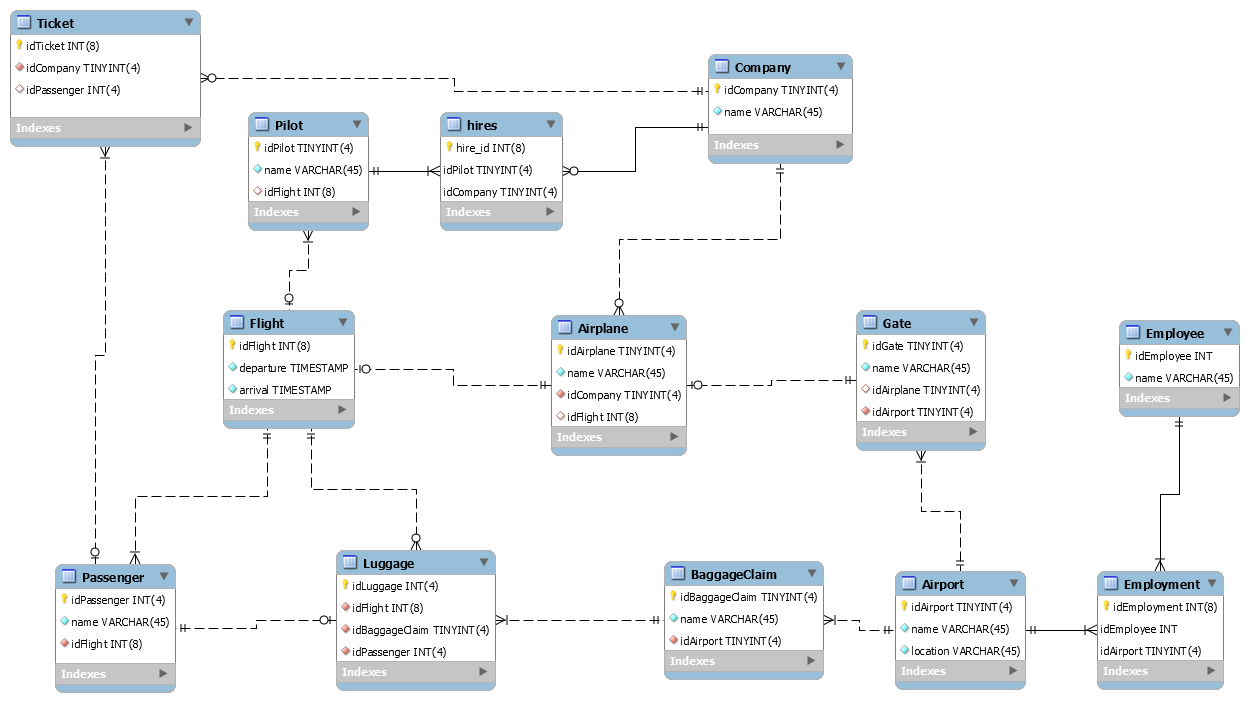 Ticket
idTicket INT(8)
idCompany TINYINT(4)
idPassenger INT(4)
Indexes
Company
idCompany TINYINT(4)
name VARCHAR(45)
Indexes
Pilot
idPilot TINYINT(4)
name VARCHAR(45)
idFlight INT(8)
Indexes
hires
hire_id INT(8)
idPilot TINYINT(4)
idCompany TINYINT(4)
Indexes
Flight
idFlight INT(8)
departure TIMESTAMP
arrival TIMESTAMP
Indexes
Airplane
idAirplane TINYINT(4)
name VARCHAR(45)
idCompany TINYINT(4)
idFlight INT(8)
Indexes
Gate
idGate TINYINT(4)
name VARCHAR(45)
idAirplane TINYINT(4)
idAirport TINYINT(4)
Indexes
Employee
idEmployee INT
name VARCHAR(45)
Indexes
Passenger
idPassenger INT(4)
name VARCHAR(45)
idFlight INT(8)
Indexes
Luggage
idLuggage INT(4)
idFlight INT(8)
idBaggageClaim TINYINT(4)
idPassenger INT(4)
Indexes
BaggageClaim
idBaggageClaim TINYINT(4)
name VARCHAR(45)
idAirport TINYINT(4)
Indexes
Airport
idAirport TINYINT(4)
name VARCHAR(45)
location VARCHAR(45)
Indexes
Employment
idEmployment INT(8)
idEmployee INT
idAirport TINYINT(4)
Indexes